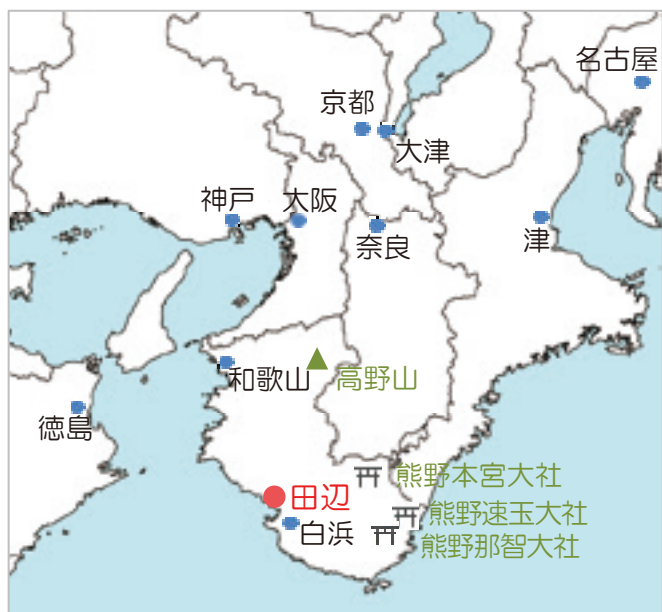 名古屋
京都
大津
神戸
大阪
奈良
津
和歌山
高野山
徳島
熊野本宮大社
田辺
熊野速玉大社
白浜
熊野那智大社